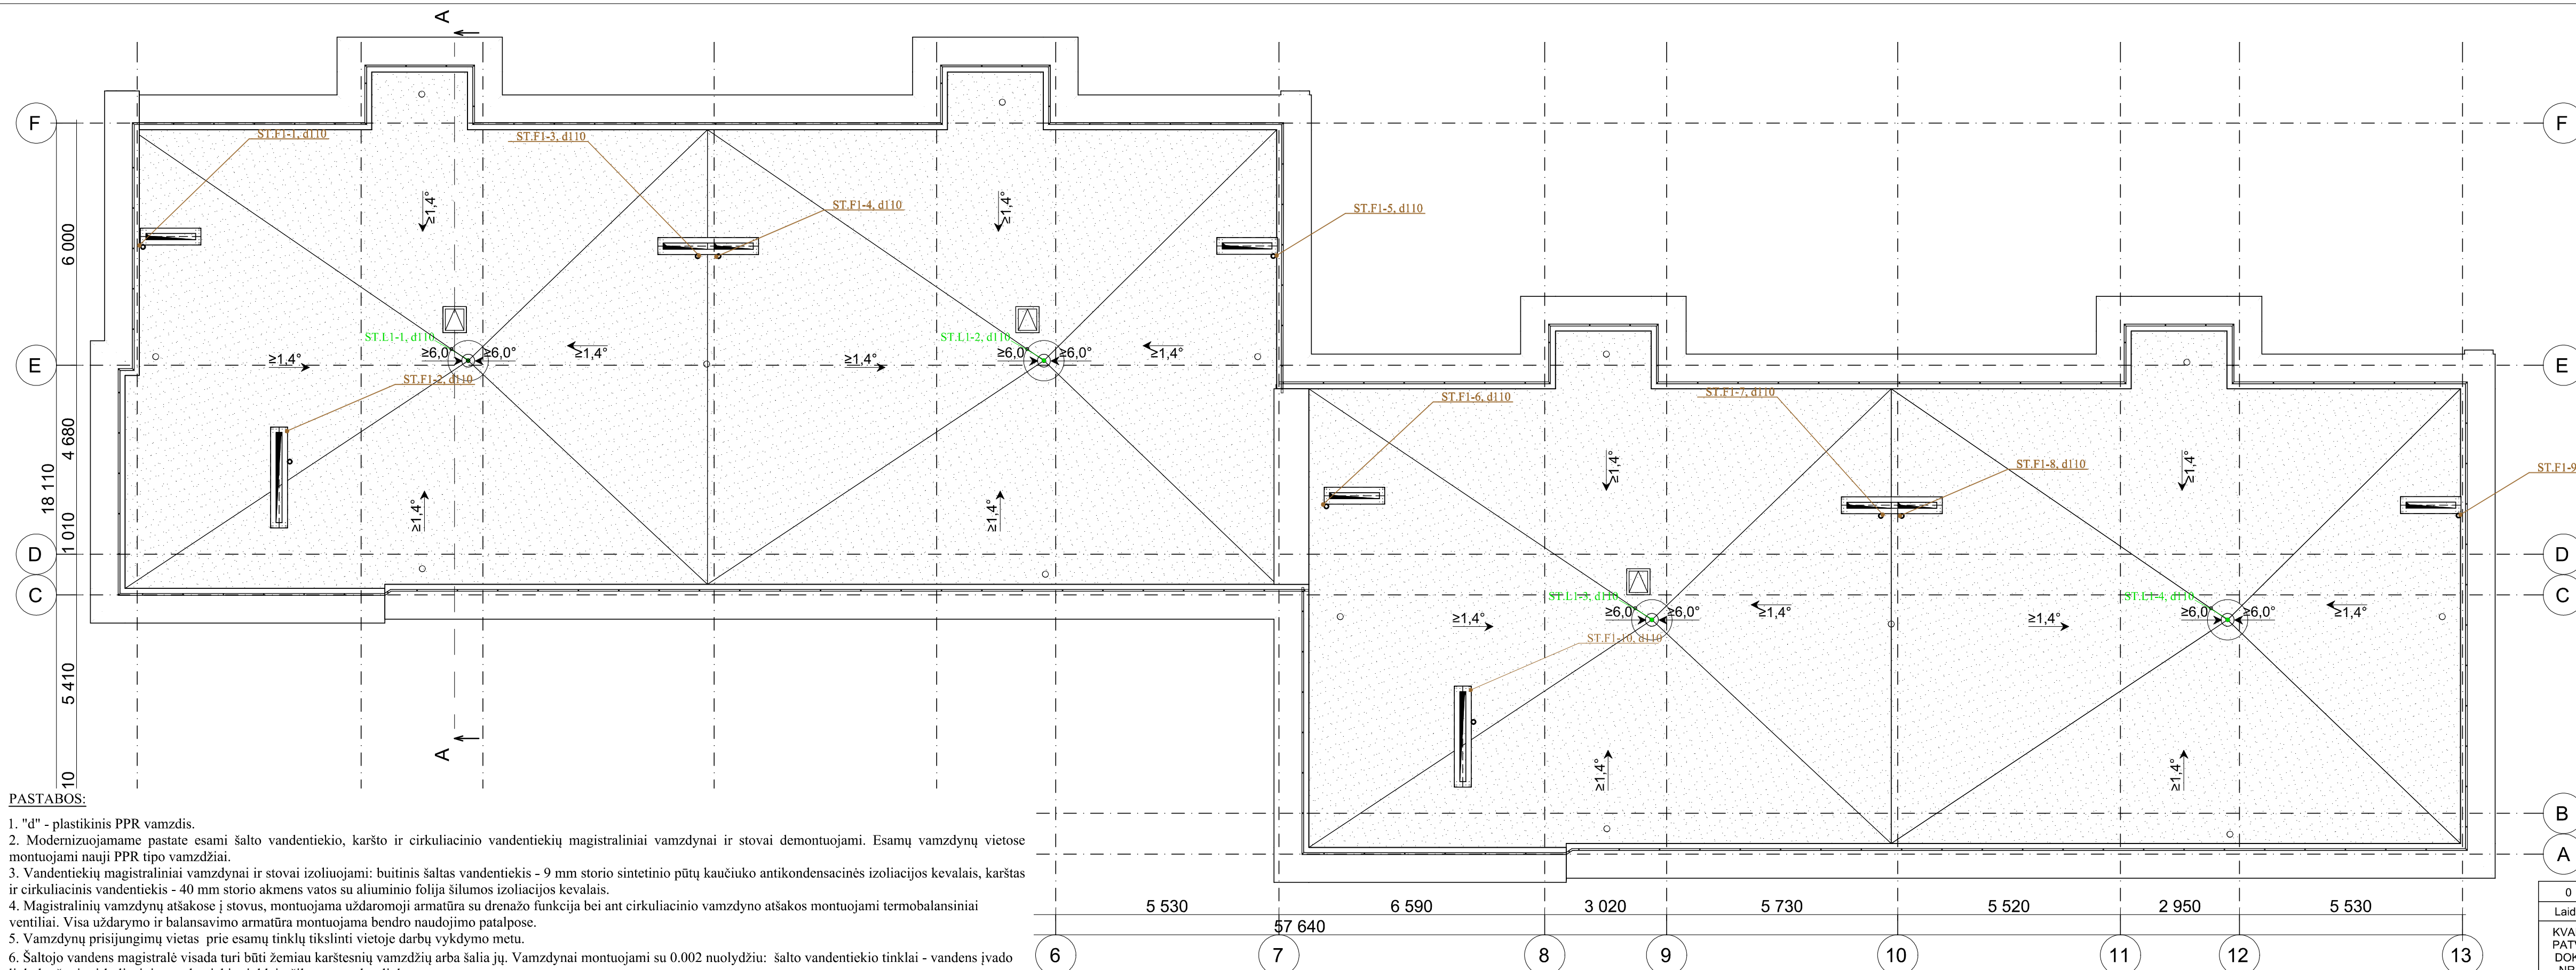 A
F
F
ST.F1-1, d110
ST.F1-3, d110
ST.F1-4, d110
ST.F1-5, d110
≥1,4°
≥1,4°
6 000
ST.L1-1, d110
≥6,0°
≥6,0°
≥1,4°
≥1,4°
ST.L1-2, d110
≥6,0°
≥6,0°
≥1,4°
≥1,4°
E
E
ST.F1-2, d110
ST.F1-6, d110
ST.F1-7, d110
ST.F1-8, d110
ST.F1-9
4 680
18 110
≥1,4°
≥1,4°
≥1,4°
≥1,4°
1 010
D
D
C
C
ST.L1-3, d110
≥6,0°
≥6,0°
≥1,4°
≥1,4°
ST.L1-4, d110
≥6,0°
≥6,0°
≥1,4°
≥1,4°
ST.F1-10, d110
5 410
A
≥1,4°
≥1,4°
10
B
A
PASTABOS:
1. "d" - plastikinis PPR vamzdis.
2. Modernizuojamame pastate esami šalto vandentiekio, karšto ir cirkuliacinio vandentiekių magistraliniai vamzdynai ir stovai demontuojami. Esamų vamzdynų vietose
montuojami nauji PPR tipo vamzdžiai.
3. Vandentiekių magistraliniai vamzdynai ir stovai izoliuojami: buitinis šaltas vandentiekis - 9 mm storio sintetinio pūtų kaučiuko antikondensacinės izoliacijos kevalais, karštas
ir cirkuliacinis vandentiekis - 40 mm storio akmens vatos su aliuminio folija šilumos izoliacijos kevalais.
4. Magistralinių vamzdynų atšakose į stovus, montuojama uždaromoji armatūra su drenažo funkcija bei ant cirkuliacinio vamzdyno atšakos montuojami termobalansiniai
ventiliai. Visa uždarymo ir balansavimo armatūra montuojama bendro naudojimo patalpose.
5. Vamzdynų prisijungimų vietas prie esamų tinklų tikslinti vietoje darbų vykdymo metu.
6. Šaltojo vandens magistralė visada turi būti žemiau karštesnių vamzdžių arba šalia jų. Vamzdynai montuojami su 0.002 nuolydžiu: šalto vandentiekio tinklai - vandens įvado
5 530
6 590
3 020
5 730
5 520
2 950
5 530
57 640
6
7
8
9
10
11
12
13
0
Laid
KVA
PATV
DOK
NR